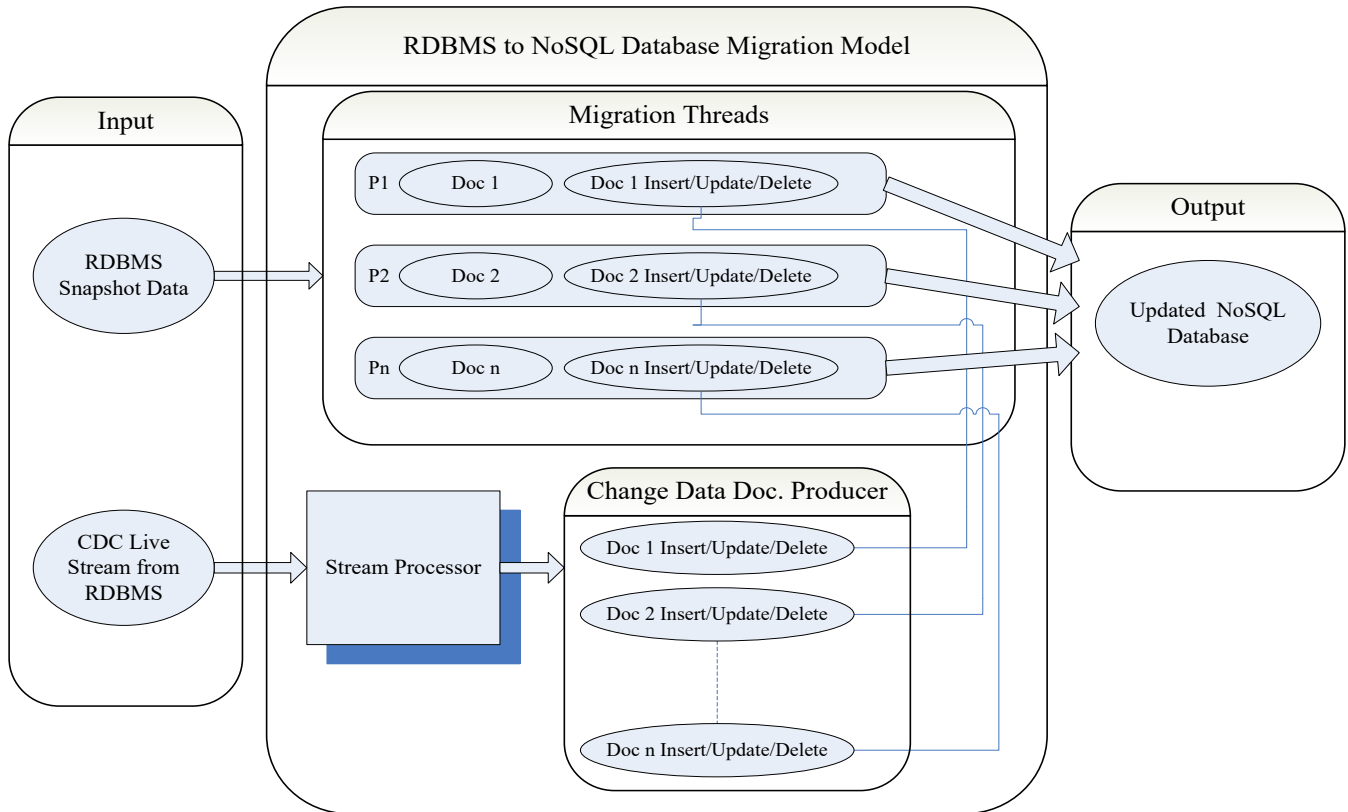 RDBMS to NoSQL Database Migration Model
Input
RDBMS
Snapshot Data
CDC Live
Stream from
RDBMS
Migration Threads
P1 Doc 1 Doc 1 Insert/Update/Delete
P2 Doc 2 Doc 2 Insert/Update/Delete
Pn Doc n Doc n Insert/Update/Delete
Stream Processor
Change Data Doc. Producer
Doc 1 Insert/Update/Delete
Doc 2 Insert/Update/Delete
Doc n Insert/Update/Delete
Output
Updated NoSQL
Database